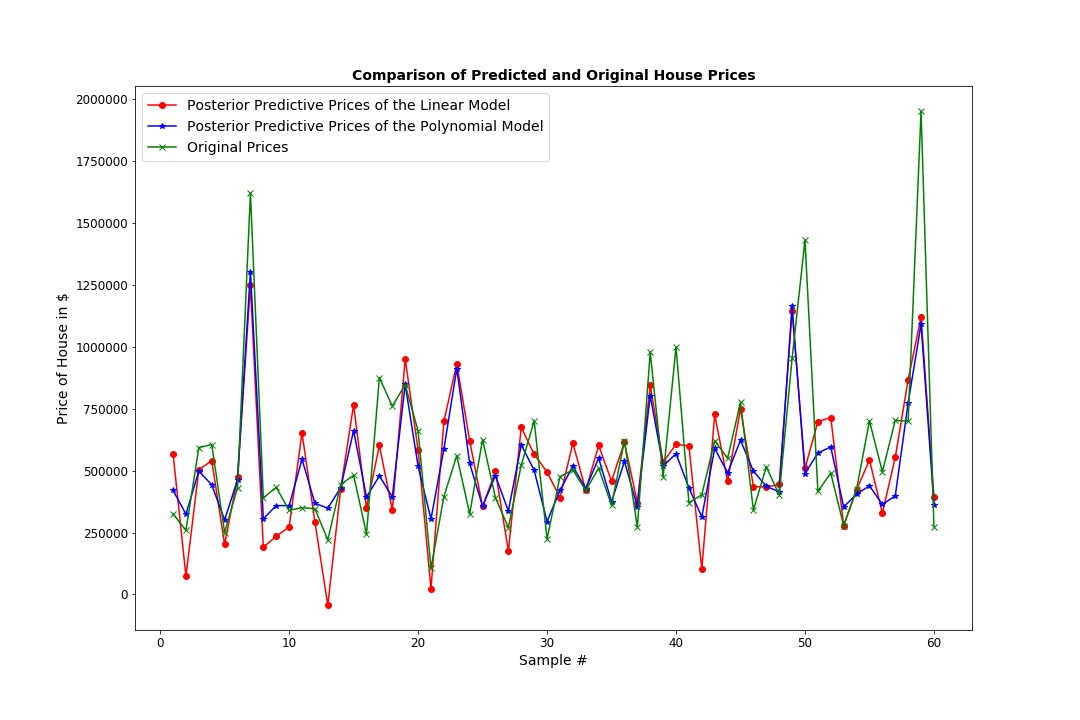 Comparison of Predicted and Original House Prices
Posterior Predictive Prices of the Linear Model
Posterior Predictive Prices of the Polynomial Model
Original Prices
Price of House in $
2000000
1750000
1500000
1250000
1000000
750000
500000
250000
0
0 10 20 30 40 50 60
Sample #